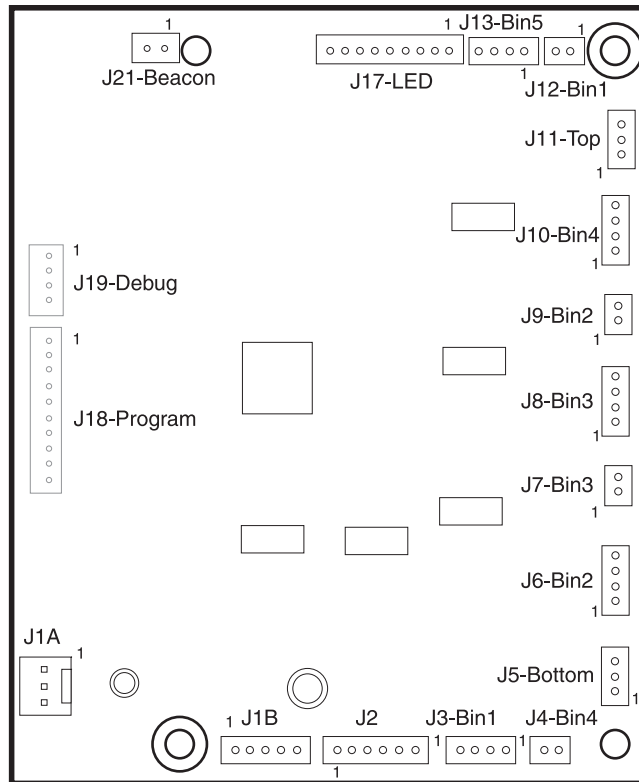 1
J21-Beacon
1
J17-LED
J13-Bin5
1
1
J12-Bin1
J11-Top
1
J10-Bin4
1
1
J19-Debug
J9-Bin2
1
1
J18-Program
J8-Bin3
1
J7-Bin3
1
J6-Bin2
1
J1A
1
J5-Bottom
1
1
J1B
J2
1
J3-Bin1
1
J4-Bin4
1